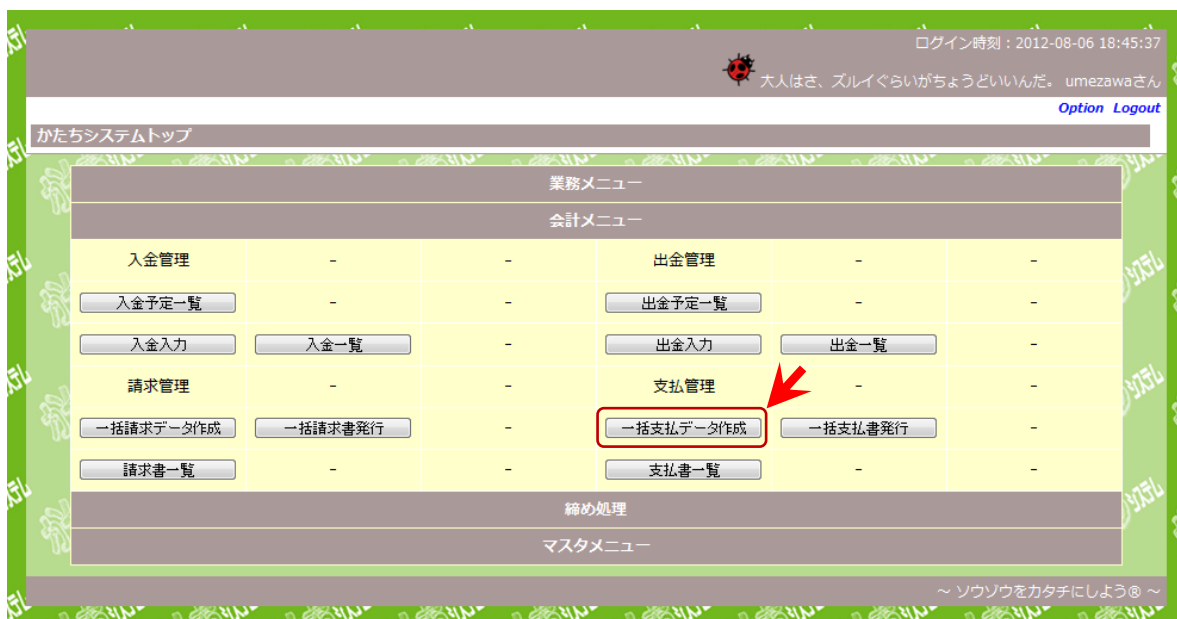 ログイン時刻：2012-08-06 18:45:37
大人はさ、ズルイぐらいがちょうどいいんだ。 umezawaさん
Option Logout
かたちシステムトップ
業務メニュー
会計メニュー
入金管理 - - 出金管理 - -
入金予定一覧 - - 出金予定一覧 - -
入金入力 入金一覧 - 出金入力 出金一覧 -
請求管理 - - 支払管理 - -
一括請求データ作成 一括請求書発行 - 一括支払データ作成 一括支払書発行 -
請求書一覧 - - 支払書一覧 - -
締め処理
マスタメニュー
～ ソウゾウをカタチにしよう® ～